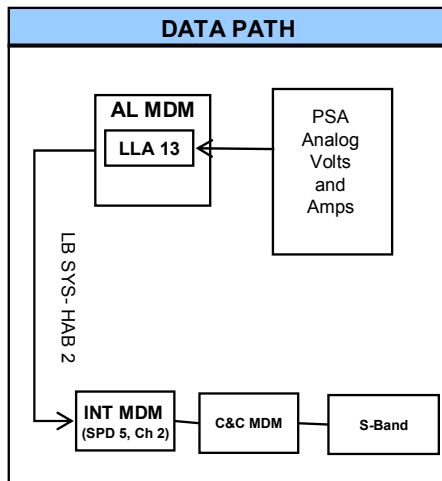 DATA PATH
AL MDM
LLA 13
PSA
Analog
Volts
and
Amps
LB SYS- HAB 2
INT MDM
(SPD 5, Ch 2)
C&C MDM
S-Band